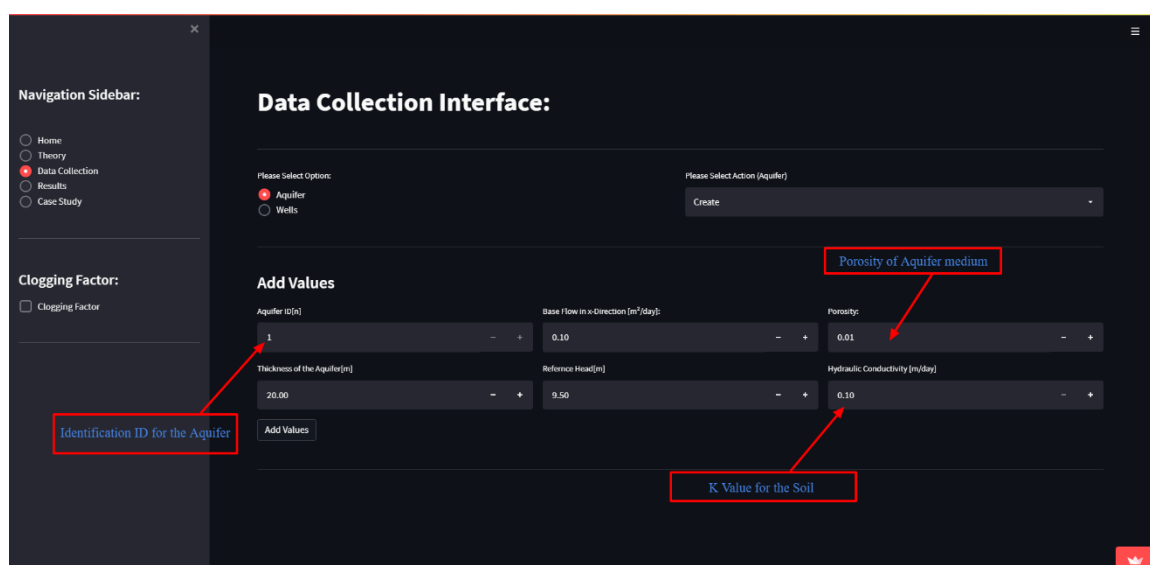 Navigation Sidebar:
Home
Theory
Data Collection
Results
Case Study
Clogging Factor:
Clogging Factor
Data Collection Interface:
Please Select Option:
Aquifer
Wells
Please Select Action (Aquifer)
Create
Porosity of Aquifer medium
Add Values
Aquifer ID[n]
1
Base Flow in x-Direction [m²/day]:
0.10
Porosity:
0.01
Thickness of the Aquifer[m]
20.00
Refernce Head[m]
9.50
Hydraulic Conductivity [m/day]
0.10
Add Values
Identification ID for the Aquifer
K Value for the Soil